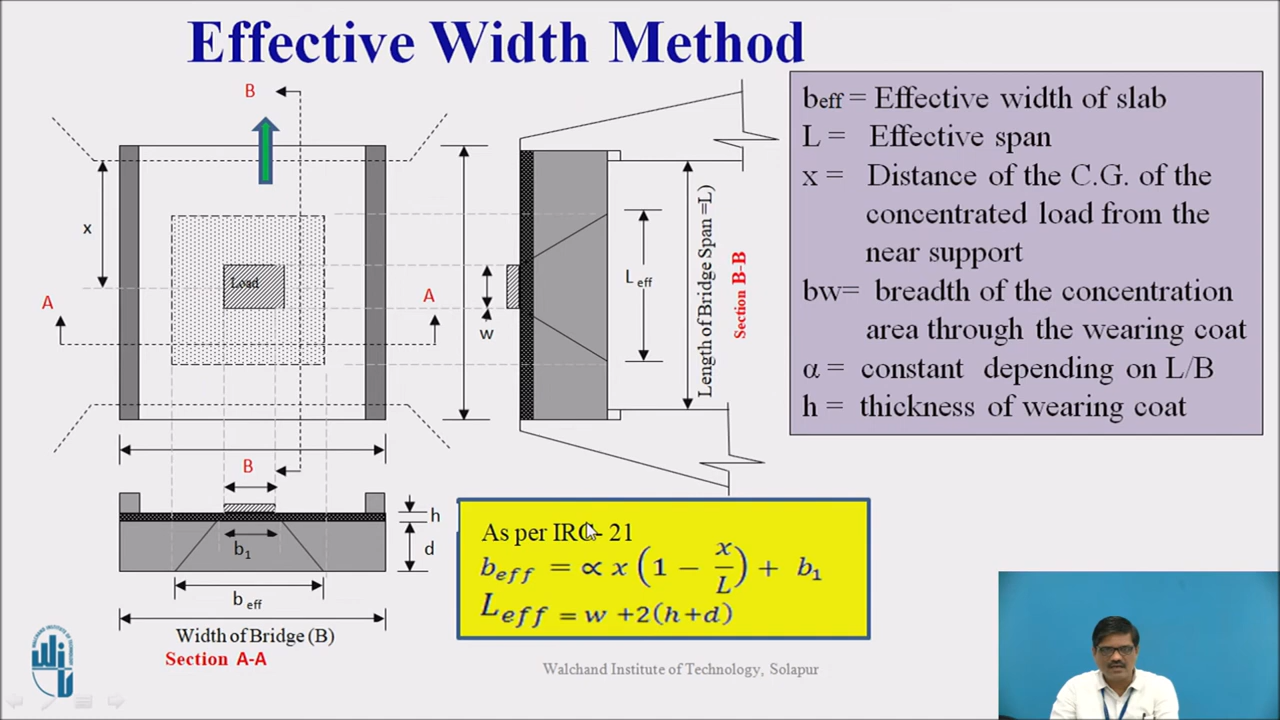 Effective Width Method
B
x
Load
A
A
B
h
b₁
d
b eff
Width of Bridge (B)
Section A-A
w
L eff
Length of Bridge Span =L)
Section B-B
beff = Effective width of slab
L = Effective span
x = Distance of the C.G. of the
concentrated load from the
near support
bw= breadth of the concentration
area through the wearing coat
α = constant depending on L/B
h = thickness of wearing coat
As per IRC- 21
b_eff = ∝ x (1 − x/L) + b₁
L_eff = w +2(h+d)
Walchand Institute of Technology, Solapur